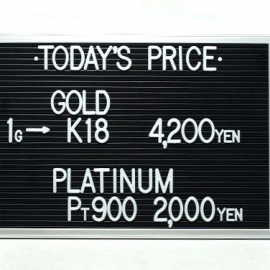 ·TODAY'S PRICE·
GOLD
1G→ K18 4,200YEN
PLATINUM
PT900 2,000YEN